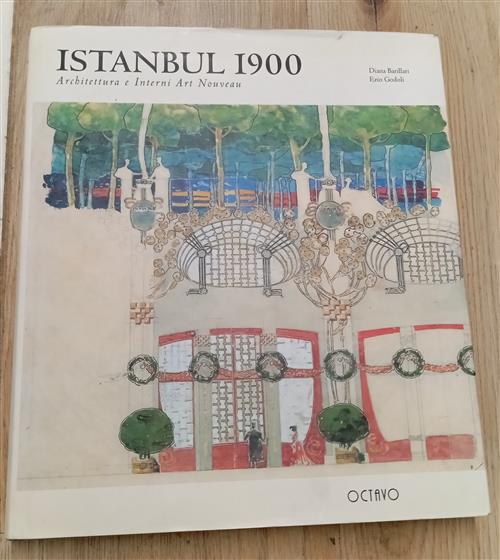 ISTANBUL 1900
Architettura e Interni Art Nouveau
Diana Barillari
Ezio Godoli
OCTAVO